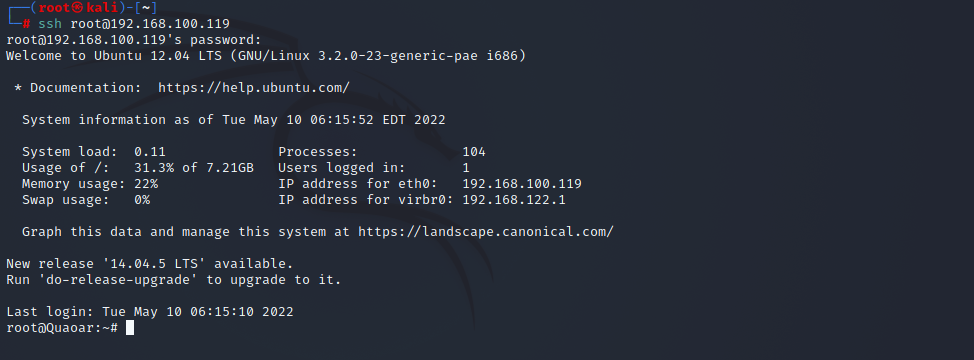 ┌──(root㉿kali)-[~]
└─# ssh root@192.168.100.119
root@192.168.100.119's password:
Welcome to Ubuntu 12.04 LTS (GNU/Linux 3.2.0-23-generic-pae i686)
* Documentation:  https://help.ubuntu.com/
System information as of Tue May 10 06:15:52 EDT 2022
System load:  0.11              Processes:             104
Usage of /:   31.3% of 7.21GB   Users logged in:       1
Memory usage: 22%               IP address for eth0:   192.168.100.119
Swap usage:   0%                IP address for virbr0: 192.168.122.1
Graph this data and manage this system at https://landscape.canonical.com/
New release '14.04.5 LTS' available.
Run 'do-release-upgrade' to upgrade to it.
Last login: Tue May 10 06:15:10 2022
root@Quaoar:~#